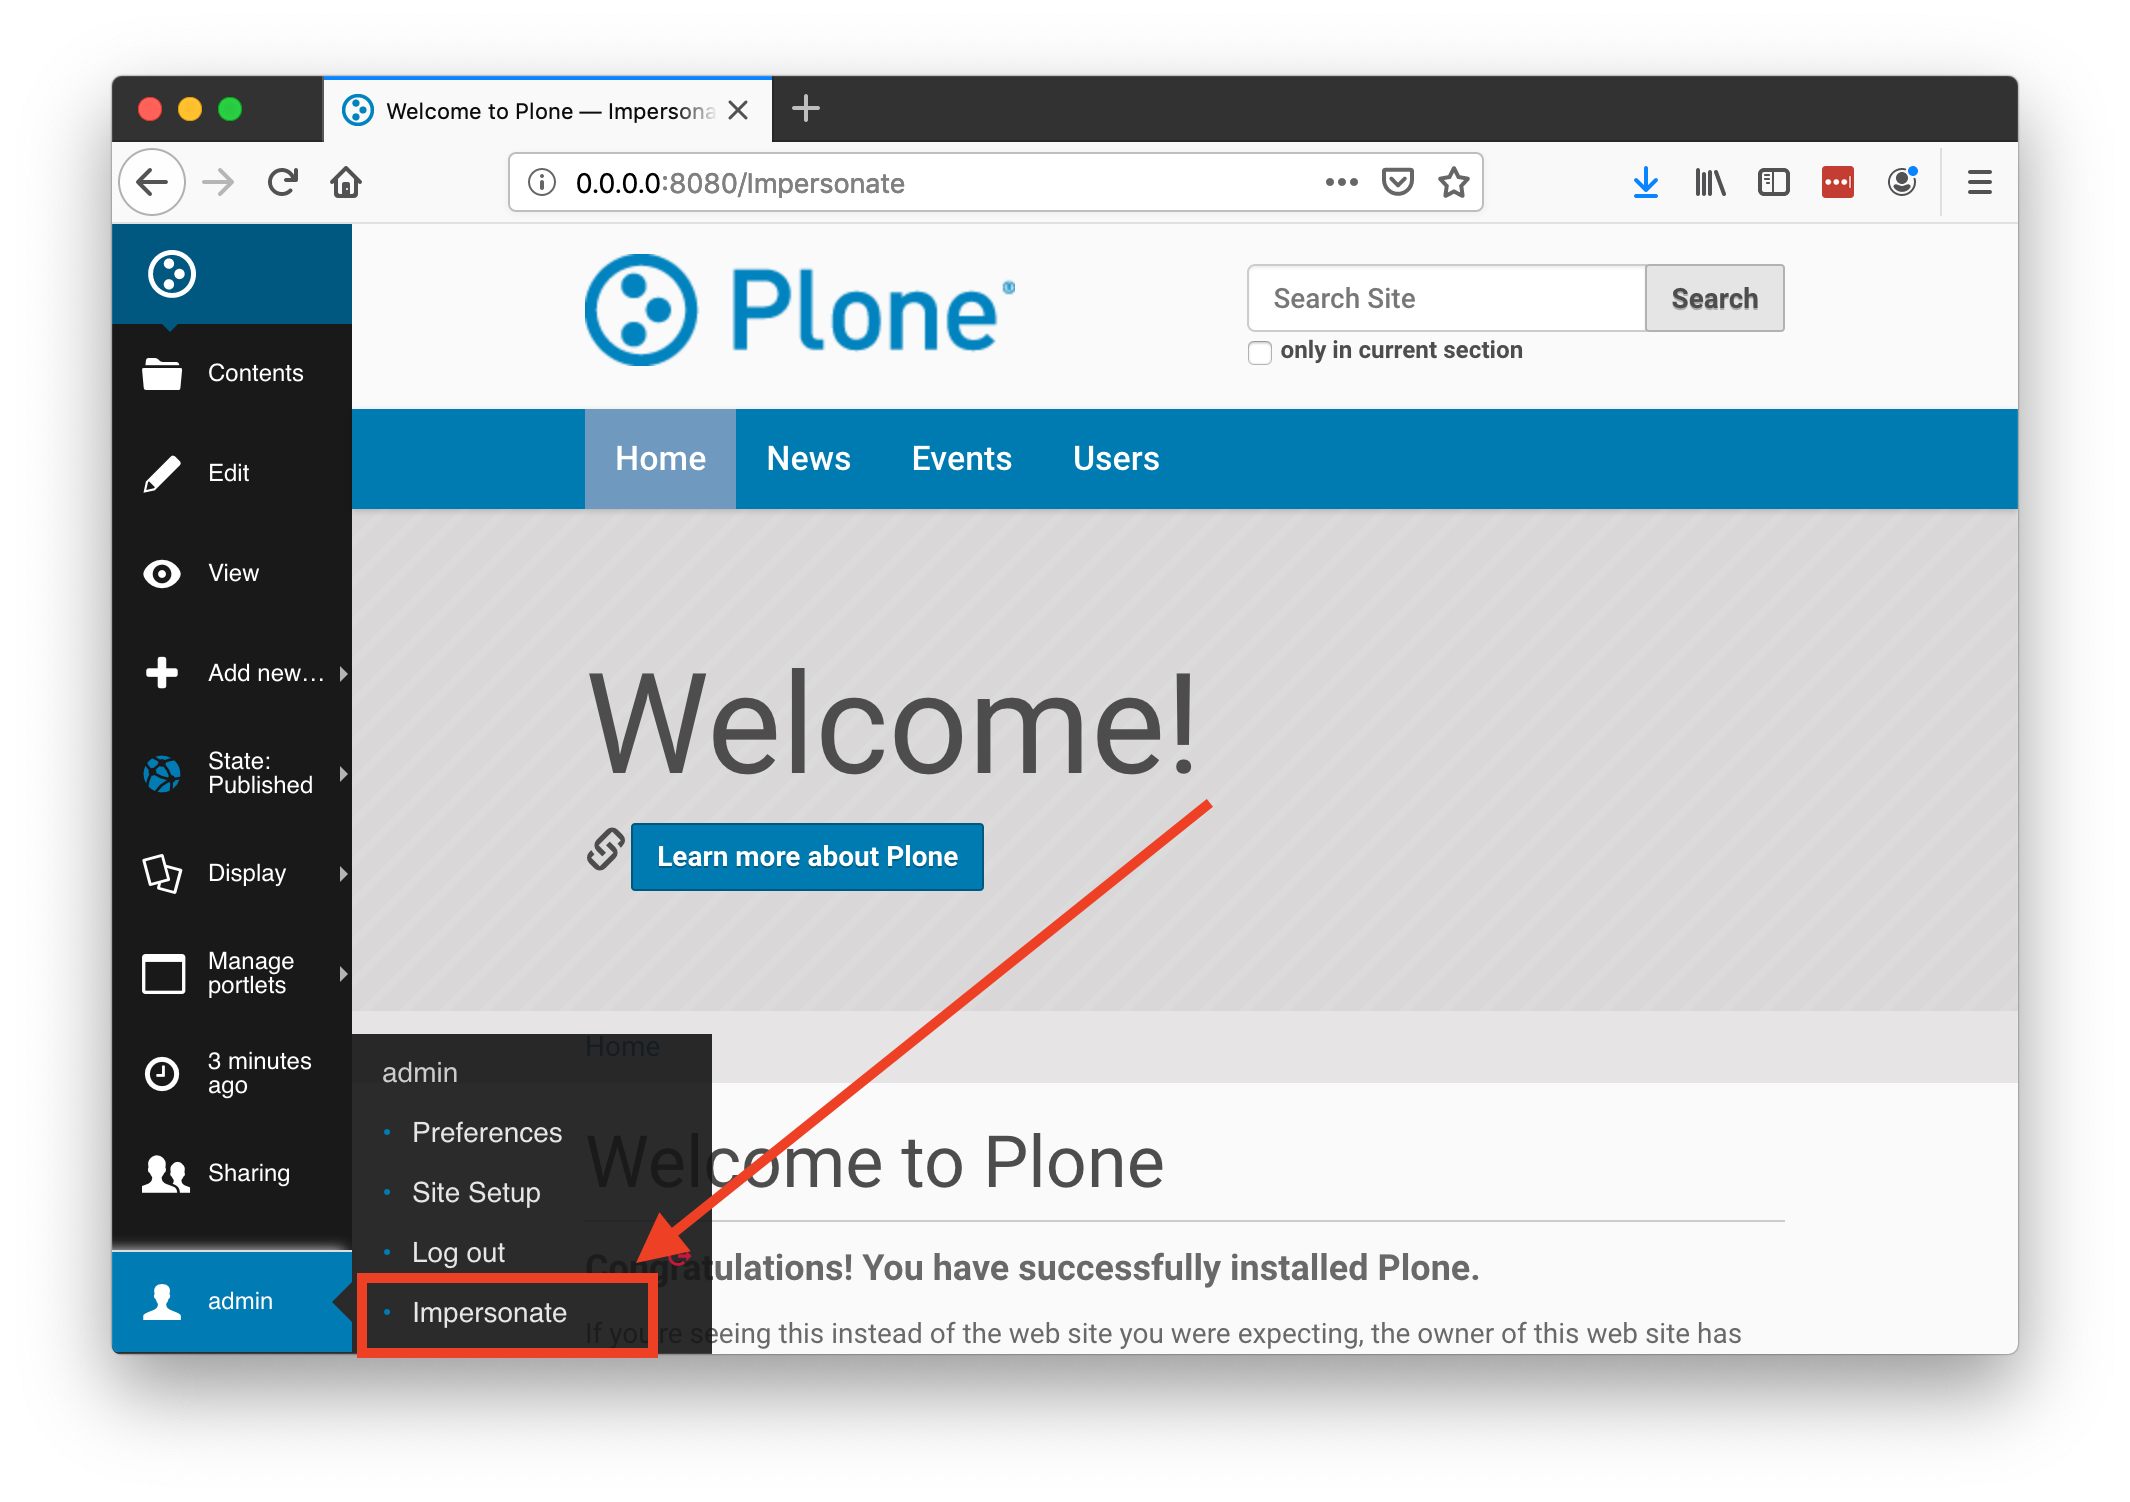 Welcome to Plone — Impersona
0.0.0.0:8080/Impersonate
Plone®
Search Site
Search
only in current section
Home
News
Events
Users
Contents
Edit
View
Add new…
State:
Published
Display
Manage
portlets
3 minutes
ago
Sharing
admin
Welcome!
Learn more about Plone
Home
admin
Preferences
Site Setup
Log out
Impersonate
Welcome to Plone
Congratulations! You have successfully installed Plone.
If you're seeing this instead of the web site you were expecting, the owner of this web site has